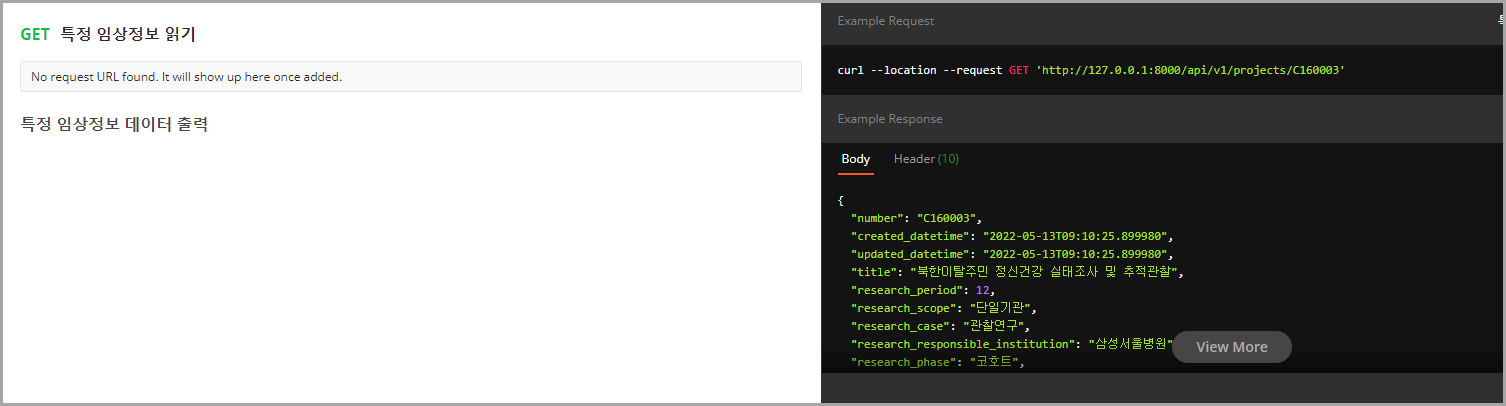 GET 특정 임상정보 읽기
No request URL found. It will show up here once added.
특정 임상정보 데이터 출력
Example Request
curl --location --request GET 'http://127.0.0.1:8000/api/v1/projects/C160003'
Example Response
Body Header (10)
{
"number": "C160003",
"created_datetime": "2022-05-13T09:10:25.899980",
"updated_datetime": "2022-05-13T09:10:25.899980",
"title": "북한이탈주민 정신건강 실태조사 및 추적관찰",
"research_period": 12,
"research_scope": "단일기관",
"research_case": "관찰연구",
"research_responsible_institution": "삼성서울병원"
View More
"research_phase": "코호트",